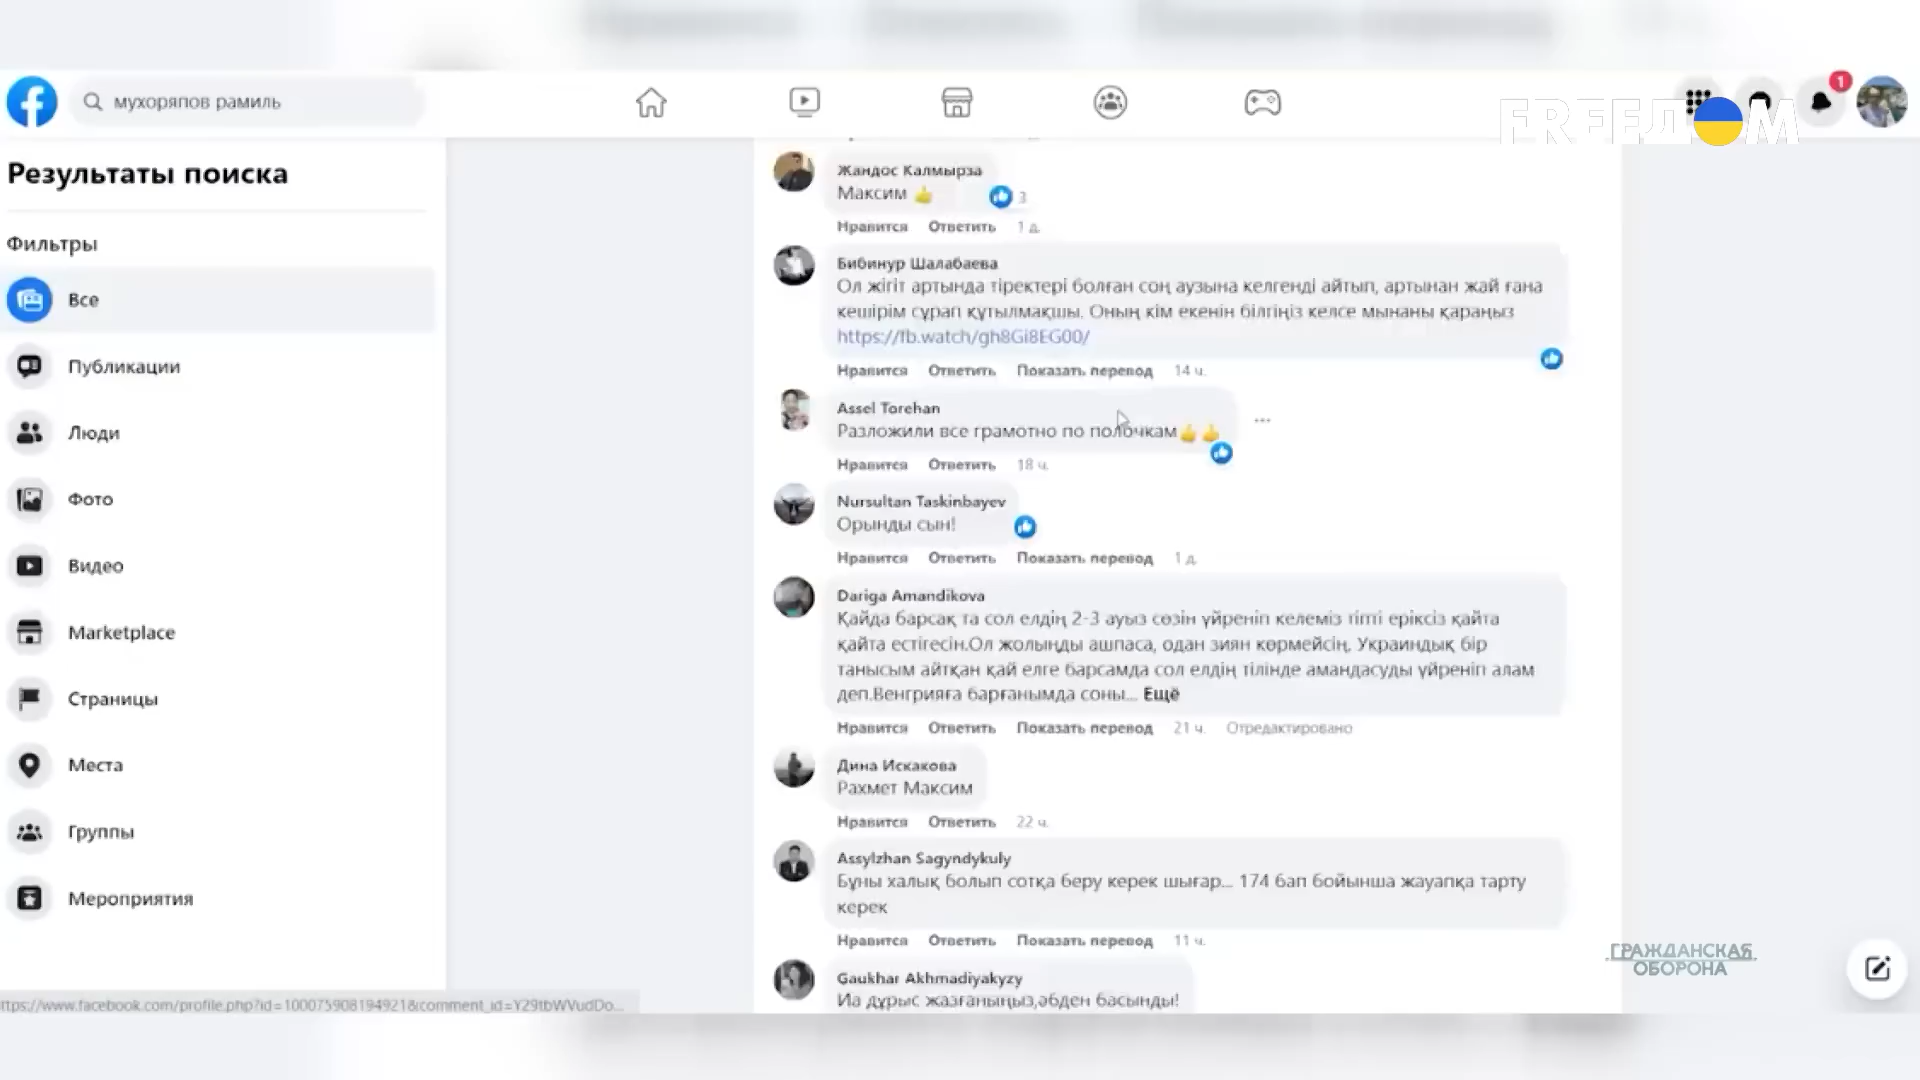 мухоряпов рамиль
1
FREEДOM
Результаты поиска
Фильтры
Все
Публикации
Люди
Фото
Видео
Marketplace
Страницы
Места
Группы
Мероприятия
Жандос Калмырза
Максим
3
Нравится Ответить 1 д.
Бибинур Шалабаева
Ол жігіт артында тіректері болған соң аузына келгенді айтып, артынан жай ғана
кешірім сұрап құтылмақшы. Оның кім екенін білгіңіз келсе мынаны қараңыз
https://fb.watch/gh8Gi8EG00/
Нравится Ответить Показать перевод 14 ч.
Assel Torehan
Разложили все грамотно по полочкам
Нравится Ответить 18 ч.
Nursultan Taskinbayev
Орынды сын!
Нравится Ответить Показать перевод 1 д.
Dariga Amandikova
Қайда барсақ та сол елдің 2-3 ауыз сөзін үйреніп келеміз тіпті еріксіз қайта
қайта естігесін.Ол жолыңды ашпаса, одан зиян көрмейсің. Украиндық бір
танысым айтқан қай елге барсамда сол елдің тілінде амандасуды үйреніп алам
деп.Венгрияға барғанымда соны... Ещё
Нравится Ответить Показать перевод 21 ч. Отредактировано
Дина Искакова
Рахмет Максим
Нравится Ответить 22 ч.
Assylzhan Sagyndykuly
Бұны халық болып сотқа беру керек шығар... 174 бап бойынша жауапқа тарту
керек
Нравится Ответить Показать перевод 11 ч.
Gaukhar Akhmadiyakyzy
Иа дұрыс жазғаныңыз,әбден басынды!
ГРАЖДАНСКАЯ
ОБОРОНА
ttps://www.facebook.com/profile.php?id=100075908194921&comment_id=Y29tbWVudDo...